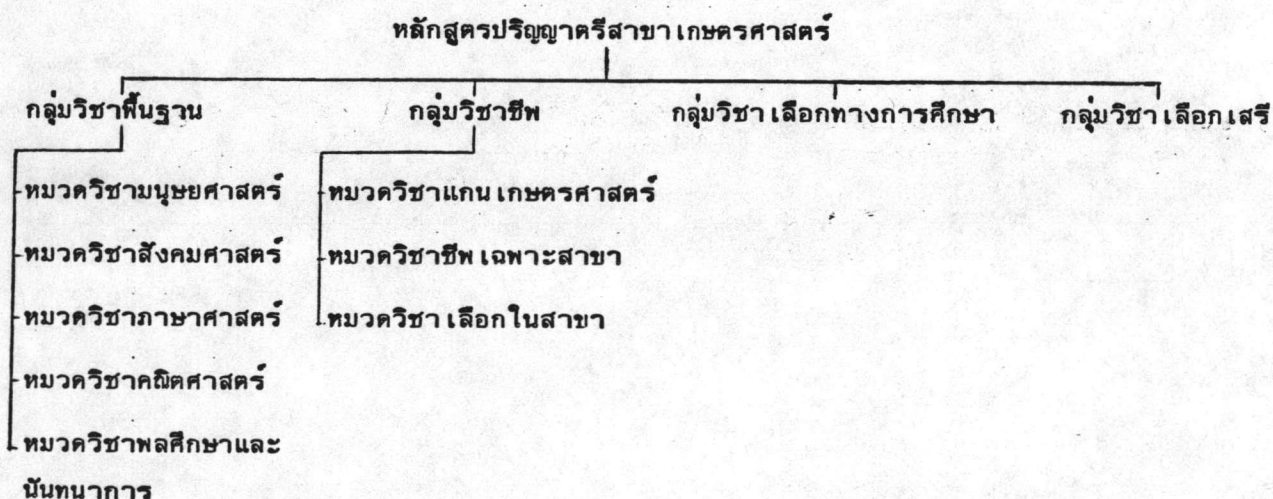 หลักสูตรปริญญาตรีสาขาเกษตรศาสตร์
กลุ่มวิชาพื้นฐาน กลุ่มวิชาชีพ กลุ่มวิชาเลือกทางการศึกษา กลุ่มวิชาเลือกเสรี
หมวดวิชามนุษยศาสตร์ หมวดวิชาแกนเกษตรศาสตร์
หมวดวิชาสังคมศาสตร์ หมวดวิชาชีพเฉพาะสาขา
หมวดวิชาภาษาศาสตร์ หมวดวิชาเลือกในสาขา
หมวดวิชาคณิตศาสตร์
หมวดวิชาพลศึกษาและ
นันทนาการ